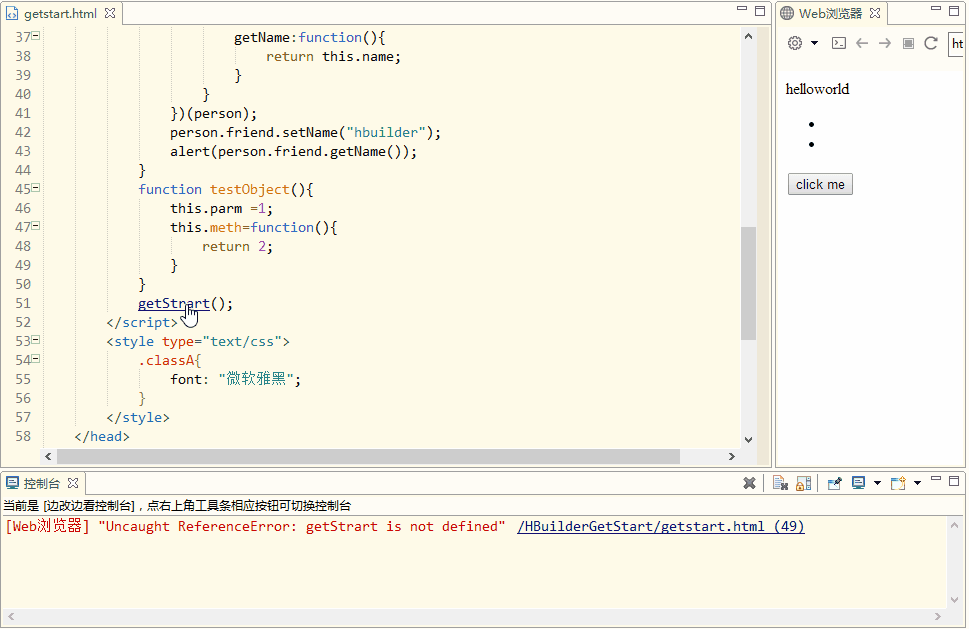 getstart.html
37 getName:function(){
38 return this.name;
39 }
40 }
41 })(person);
42 person.friend.setName("hbuilder");
43 alert(person.friend.getName());
44 }
45 function testObject(){
46 this.parm =1;
47 this.meth=function(){
48 return 2;
49 }
50 }
51 getStrart();
52 </script>
53 <style type="text/css">
54 .classA{
55 font: "微软雅黑";
56 }
57 </style>
58 </head>
Web浏览器
ht
helloworld
click me
控制台
当前是 [边改边看控制台]，点右上角工具条相应按钮可切换控制台
[Web浏览器] "Uncaught ReferenceError: getStrart is not defined" /HBuilderGetStart/getstart.html (49)